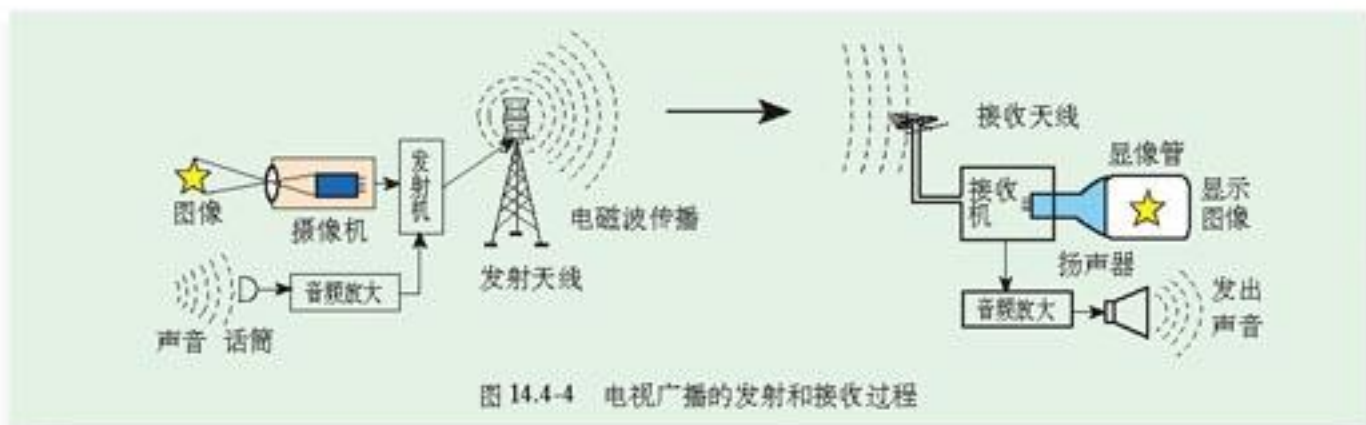 图像
摄像机
发射机
声音 话筒
音频放大
发射天线
电磁波传播
接收天线
接收机
显像管
显示图像
音频放大
扬声器
发出声音
图 14.4-4 电视广播的发射和接收过程